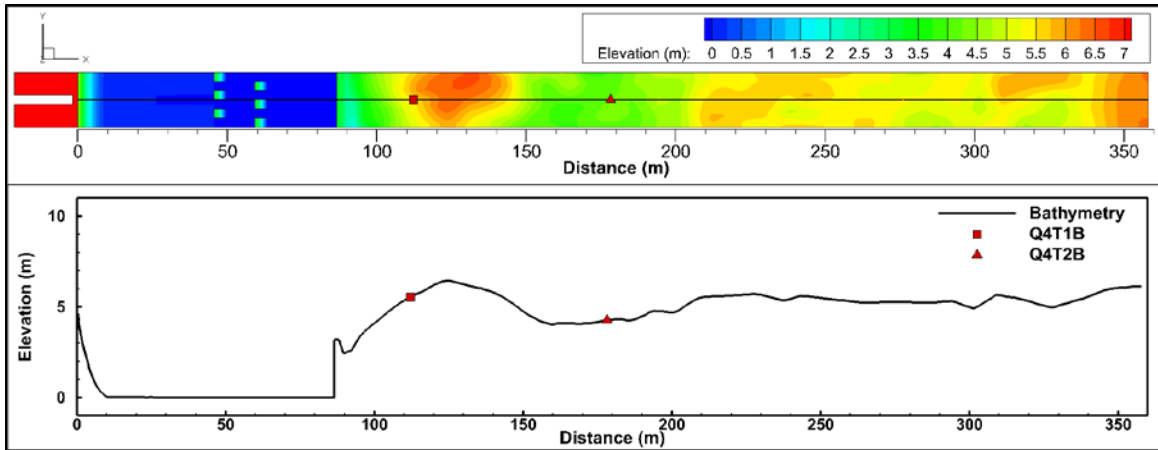 Y
Z
X
Elevation (m): 0 0.5 1 1.5 2 2.5 3 3.5 4 4.5 5 5.5 6 6.5 7
0 50 100 150 200 250 300 350
Distance (m)
Elevation (m)
10
5
0
Bathymetry
Q4T1B
Q4T2B
0 50 100 150 200 250 300 350
Distance (m)